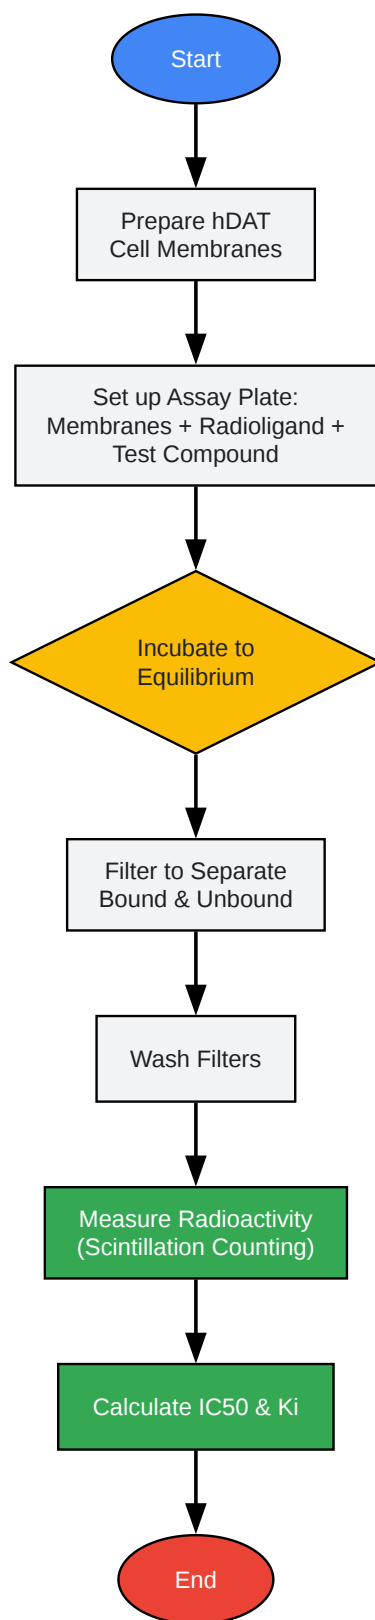 Start
Prepare hDAT
Cell Membranes
Set up Assay Plate:
Membranes + Radioligand +
Test Compound
Incubate to
Equilibrium
Filter to Separate
Bound & Unbound
Wash Filters
Measure Radioactivity
(Scintillation Counting)
Calculate IC50 & Ki
End